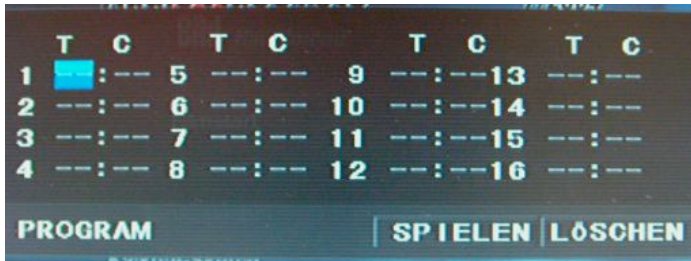 T C T C T C T C
1 --:-- 5 --:-- 9 --:-- 13 --:--
2 --:-- 6 --:-- 10 --:-- 14 --:--
3 --:-- 7 --:-- 11 --:-- 15 --:--
4 --:-- 8 --:-- 12 --:-- 16 --:--
PROGRAM SPIELEN LÖSCHEN